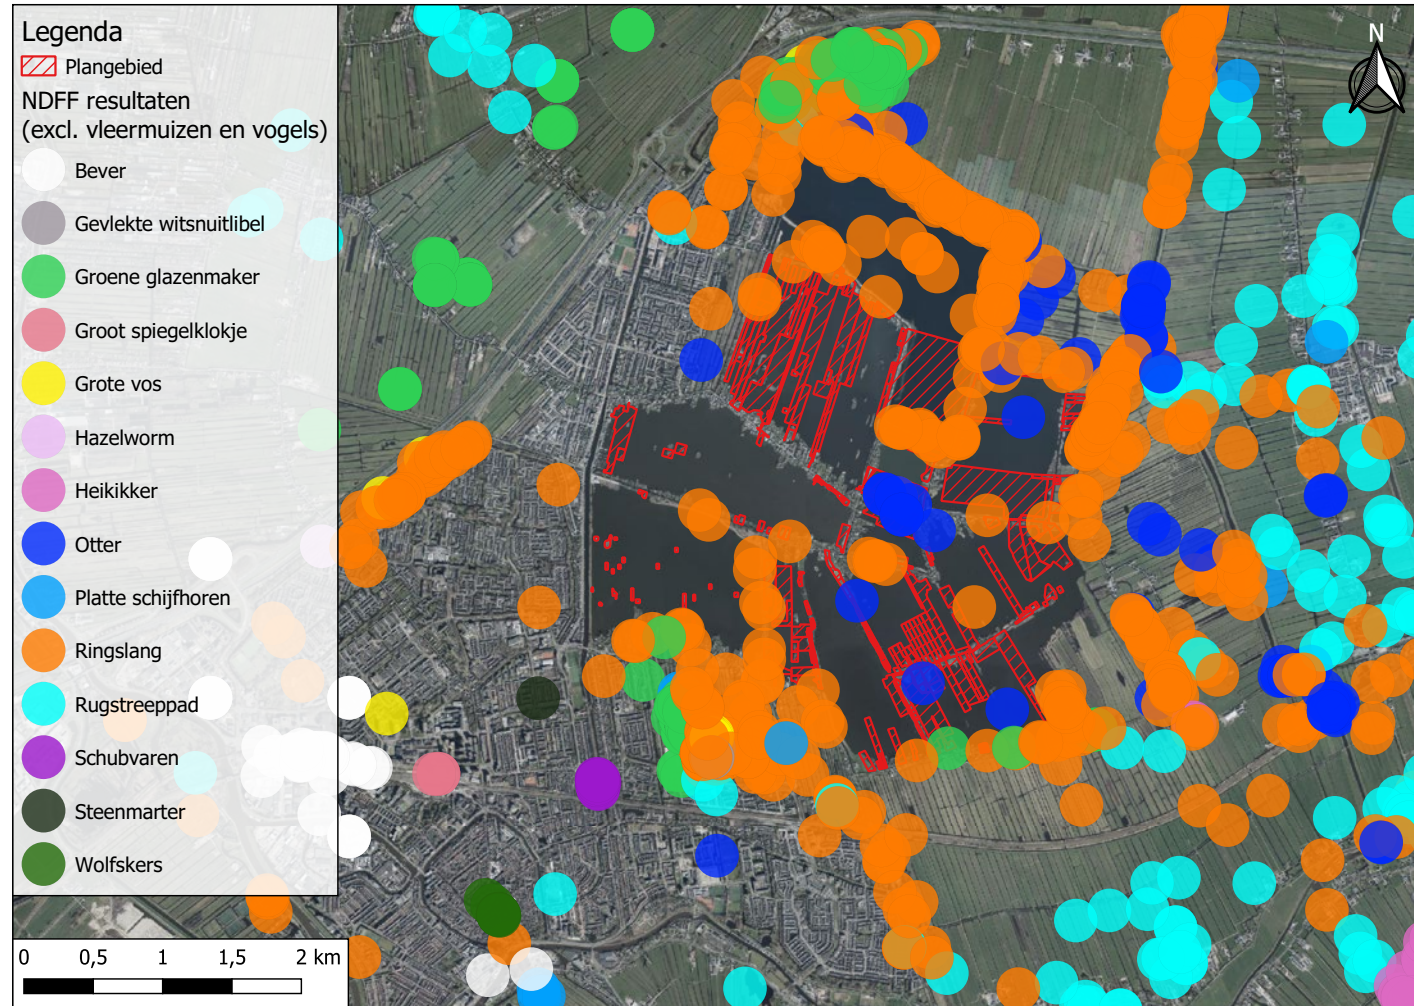 Legenda
Plangebied
NDFF resultaten
(excl. vleermuizen en vogels)
Bever
Gevlekte witsnuitlibel
Groene glazenmaker
Groot spiegelklokje
Grote vos
Hazelworm
Heikikker
Otter
Platte schijfhoren
Ringslang
Rugstreeppad
Schubvaren
Steenmarter
Wolfskers
0 0,5 1 1,5 2 km
N